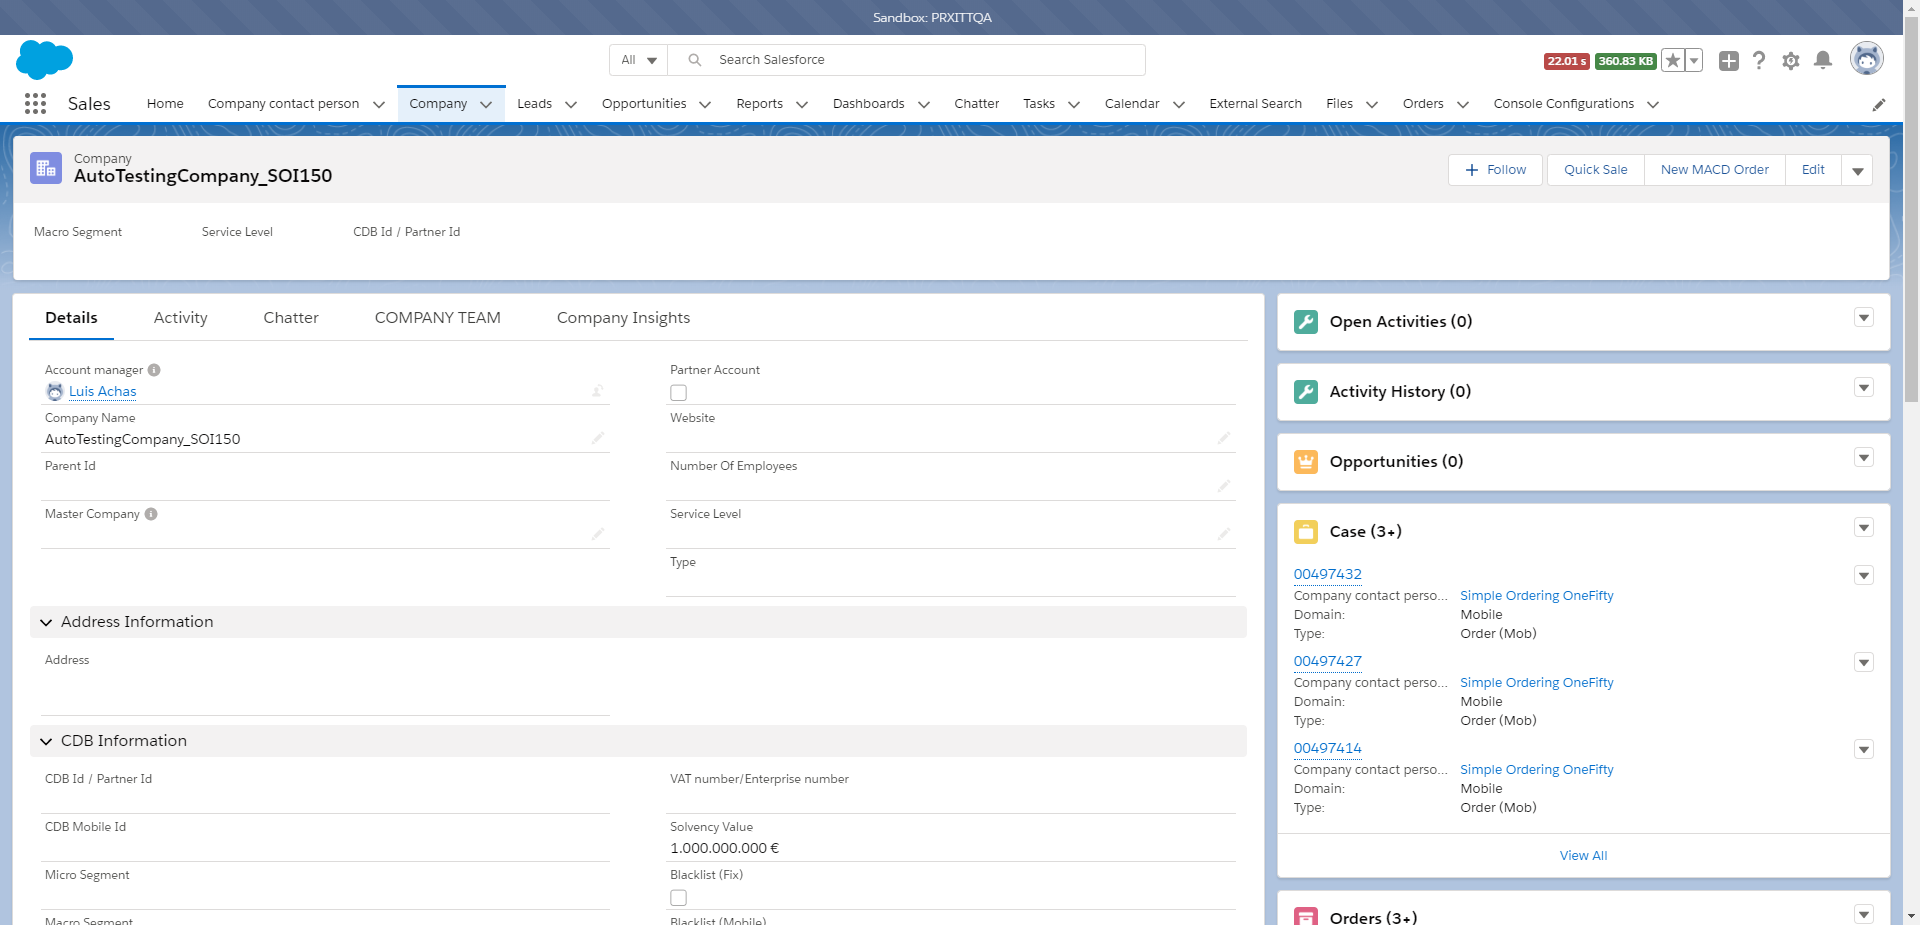 Sandbox: PRXITTQA
All
Search Salesforce
22.01 s
360.83 KB
Sales
Home
Company contact person
Company
Leads
Opportunities
Reports
Dashboards
Chatter
Tasks
Calendar
External Search
Files
Orders
Console Configurations
Company
AutoTestingCompany_SOI150
Follow
Quick Sale
New MACD Order
Edit
Macro Segment
Service Level
CDB Id / Partner Id
Details
Activity
Chatter
COMPANY TEAM
Company Insights
Account manager
Luis Achas
Company Name
AutoTestingCompany_SOI150
Parent Id
Master Company
Partner Account
Website
Number Of Employees
Service Level
Type
Address Information
Address
CDB Information
CDB Id / Partner Id
VAT number/Enterprise number
CDB Mobile Id
Solvency Value
1.000.000.000 €
Micro Segment
Blacklist (Fix)
Macro Segment
Blacklist (Mobile)
Open Activities (0)
Activity History (0)
Opportunities (0)
Case (3+)
00497432
Company contact perso... Simple Ordering OneFifty
Domain: Mobile
Type: Order (Mob)
00497427
Company contact perso... Simple Ordering OneFifty
Domain: Mobile
Type: Order (Mob)
00497414
Company contact perso... Simple Ordering OneFifty
Domain: Mobile
Type: Order (Mob)
View All
Orders (3+)